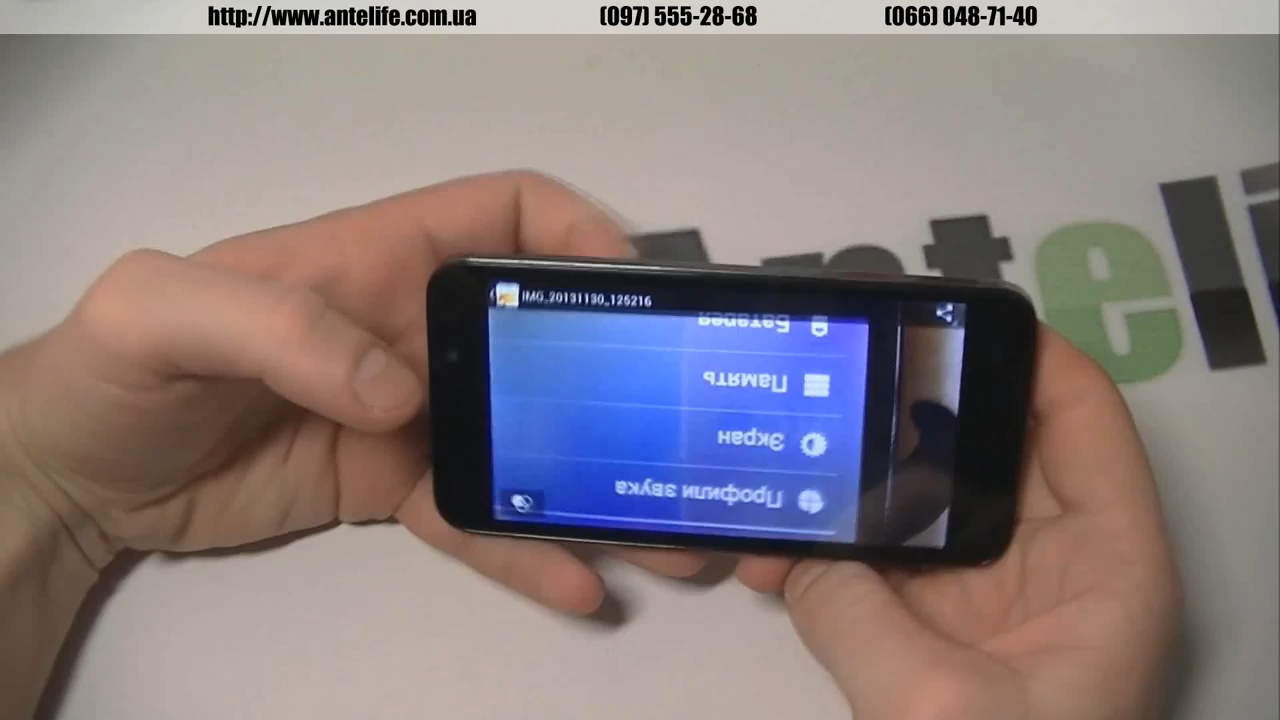 http://www.antelife.com.ua (097) 555-28-68 (066) 048-71-40
IMG_20131130_125216
Батарея
Память
Экран
Профили звука